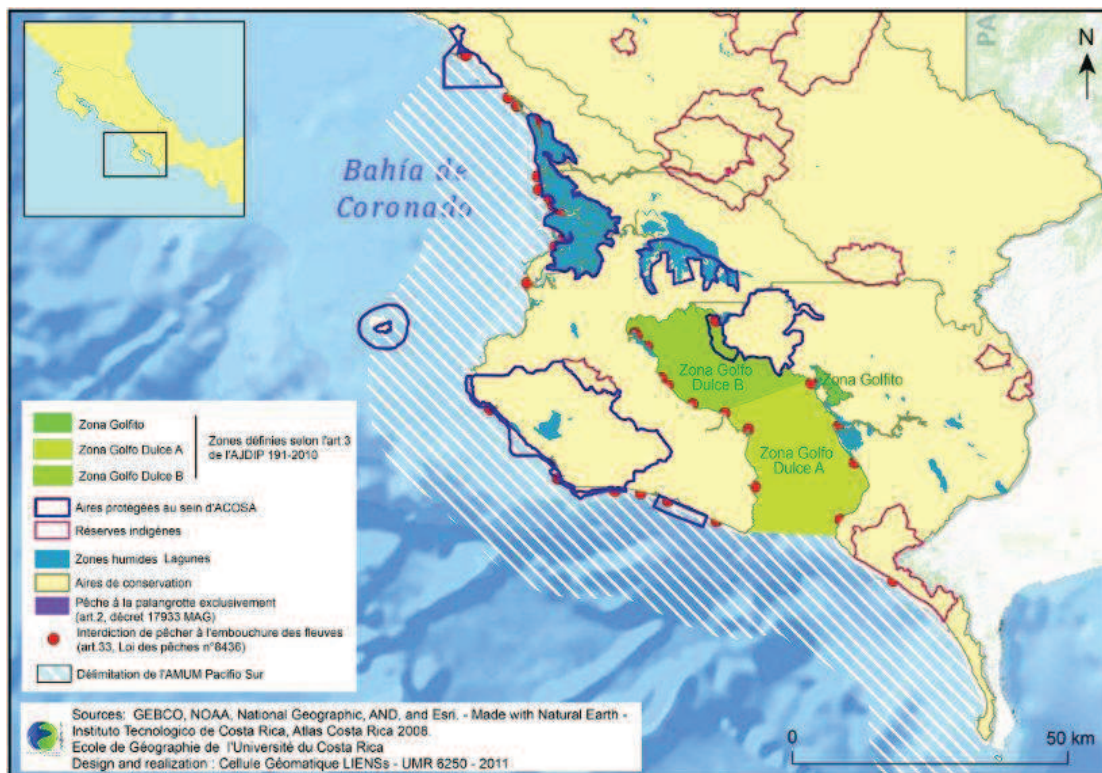 PA
N
Bahía de
Coronado
Zona Golfo
Dulce B
Zona Golfito
Zona Golfo
Dulce A
Zona Golfito
Zona Golfo Dulce A
Zona Golfo Dulce B
Zones définies selon l'art.3
de l'AJDIP 191-2010
Aires protégées au sein d'ACOSA
Réserves indigènes
Zones humides Lagunes
Aires de conservation
Pêche à la palangrotte exclusivement
(art.2, décret 17933 MAG)
Interdiction de pêcher à l'embouchure des fleuves
(art.33, Loi des pêches n°8436)
Délimitation de l'AMUM Pacifio Sur
Sources: GEBCO, NOAA, National Geographic, AND, and Esri. - Made with Natural Earth -
Instituto Tecnologico de Costa Rica, Atlas Costa Rica 2008.
Ecole de Géographie de l'Université du Costa Rica
Design and realization : Cellule Géomatique LIENSs - UMR 6250 - 2011
0 50 km